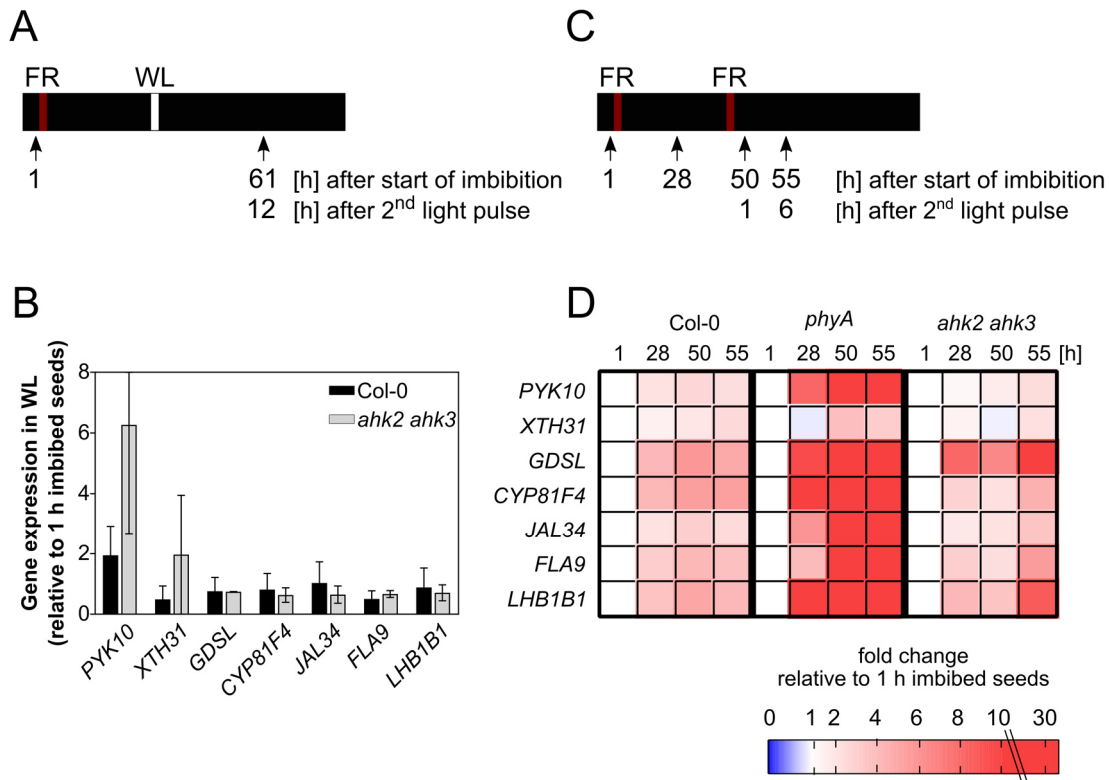 A
FR WL
1 61 [h] after start of imbibition
12 [h] after 2nd light pulse
C
FR FR
1 28 50 55 [h] after start of imbibition
1 6 [h] after 2nd light pulse
B
Gene expression in WL
(relative to 1 h imbibed seeds)
8
6
4
2
0
Col-0
ahk2 ahk3
PYK10 XTH31 GDSL CYP81F4 JAL34 FLA9 LHB1B1
D
Col-0 phyA ahk2 ahk3
1 28 50 55 1 28 50 55 1 28 50 55 [h]
PYK10
XTH31
GDSL
CYP81F4
JAL34
FLA9
LHB1B1
fold change
relative to 1 h imbibed seeds
0 1 2 4 6 8 10 30